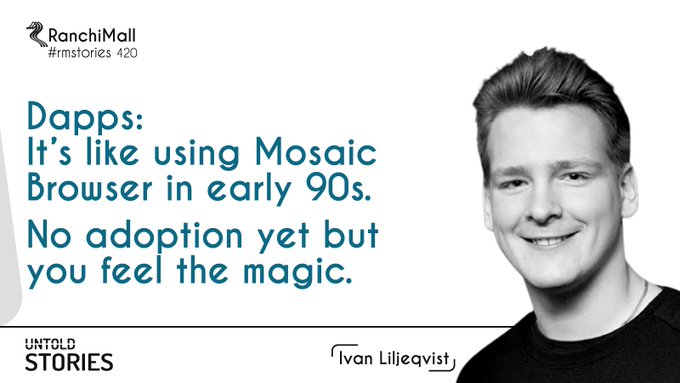 RanchiMall
#rmstories 420
Dapps:
It's like using Mosaic
Browser in early 90s.
No adoption yet but
you feel the magic.
UNTOLD
STORIES
Ivan Liljeqvist